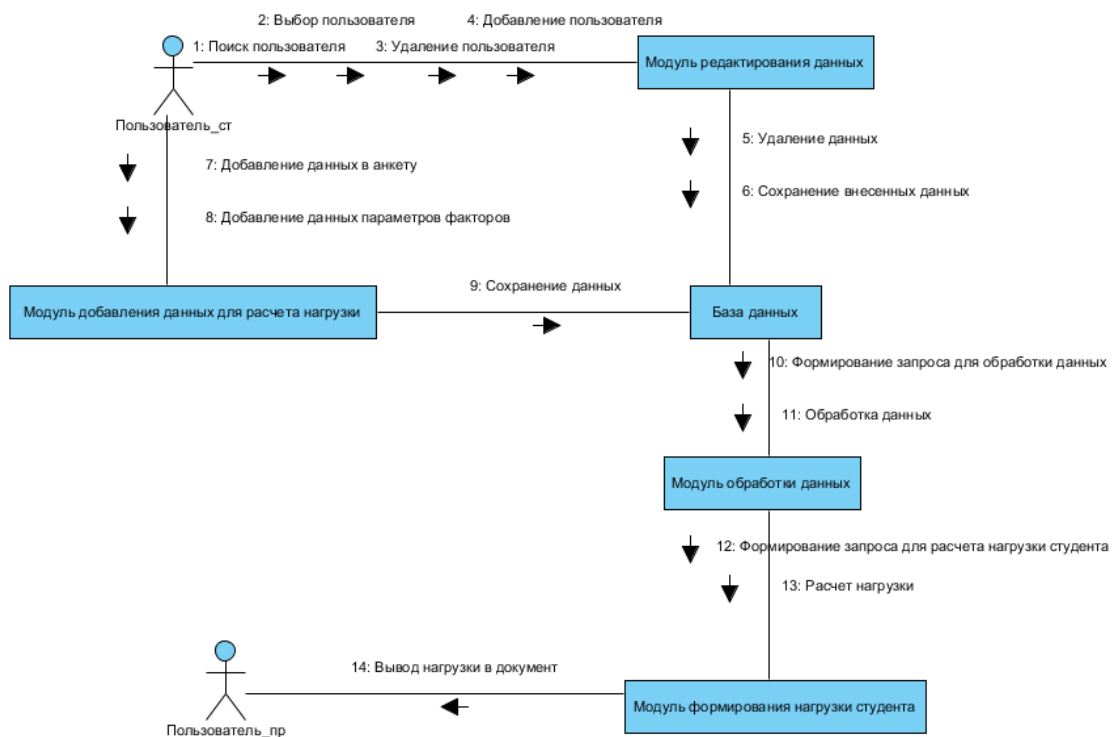 2: Выбор пользователя
4: Добавление пользователя
1: Поиск пользователя
3: Удаление пользователя
Модуль редактирования данных
Пользователь_ст
5: Удаление данных
7: Добавление данных в анкету
6: Сохранение внесенных данных
8: Добавление данных параметров факторов
9: Сохранение данных
Модуль добавления данных для расчета нагрузки
База данных
10: Формирование запроса для обработки данных
11: Обработка данных
Модуль обработки данных
12: Формирование запроса для расчета нагрузки студента
13: Расчет нагрузки
14: Вывод нагрузки в документ
Модуль формирования нагрузки студента
Пользователь_пр